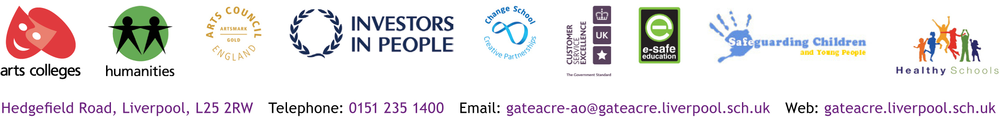 arts colleges
humanities
ARTS COUNCIL
ARTSMARK
GOLD
ENGLAND
INVESTORS
IN PEOPLE
Change School
Creative Partnerships
CUSTOMER
SERVICE
EXCELLENCE
UK
The Government Standard
e
e-safe
education
Safeguarding Children
and Young People
Healthy Schools
Hedgefield Road, Liverpool, L25 2RW Telephone: 0151 235 1400 Email: gateacre-ao@gateacre.liverpool.sch.uk Web: gateacre.liverpool.sch.uk